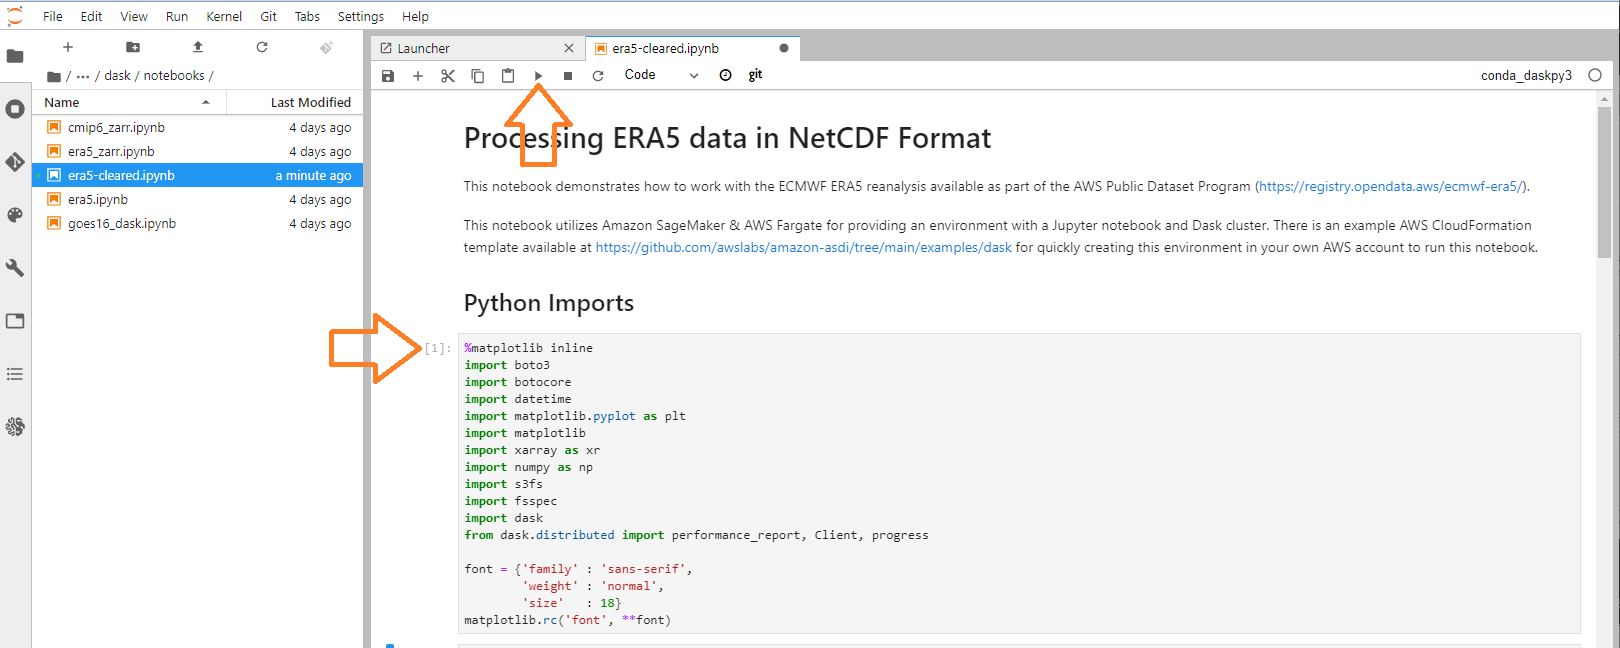 File Edit View Run Kernel Git Tabs Settings Help
/ ··· / dask / notebooks /
Name Last Modified
cmip6_zarr.ipynb 4 days ago
era5_zarr.ipynb 4 days ago
era5-cleared.ipynb a minute ago
era5.ipynb 4 days ago
goes16_dask.ipynb 4 days ago
Launcher era5-cleared.ipynb
Code git conda_daskpy3
Processing ERA5 data in NetCDF Format
This notebook demonstrates how to work with the ECMWF ERA5 reanalysis available as part of the AWS Public Dataset Program (https://registry.opendata.aws/ecmwf-era5/).
This notebook utilizes Amazon SageMaker & AWS Fargate for providing an environment with a Jupyter notebook and Dask cluster. There is an example AWS CloudFormation
template available at https://github.com/awslabs/amazon-asdi/tree/main/examples/dask for quickly creating this environment in your own AWS account to run this notebook.
Python Imports
[1]: %matplotlib inline
import boto3
import botocore
import datetime
import matplotlib.pyplot as plt
import matplotlib
import xarray as xr
import numpy as np
import s3fs
import fsspec
import dask
from dask.distributed import performance_report, Client, progress
font = {'family' : 'sans-serif',
'weight' : 'normal',
'size' : 18}
matplotlib.rc('font', **font)